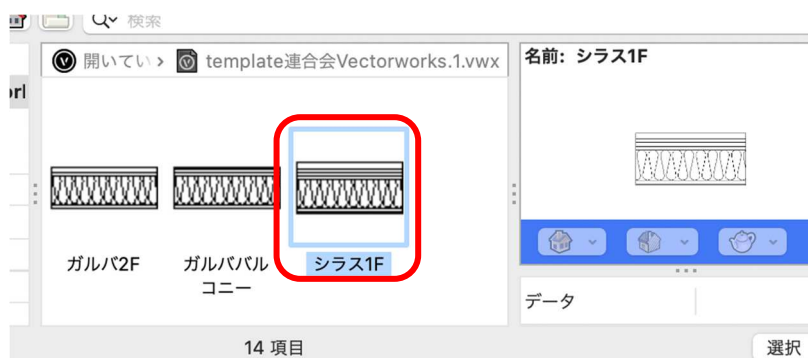 検索
開いてい › template連合会Vectorworks.1.vwx
名前: シラス1F
ガルバ2F
ガルババル
コニー
シラス1F
データ
14 項目
選択